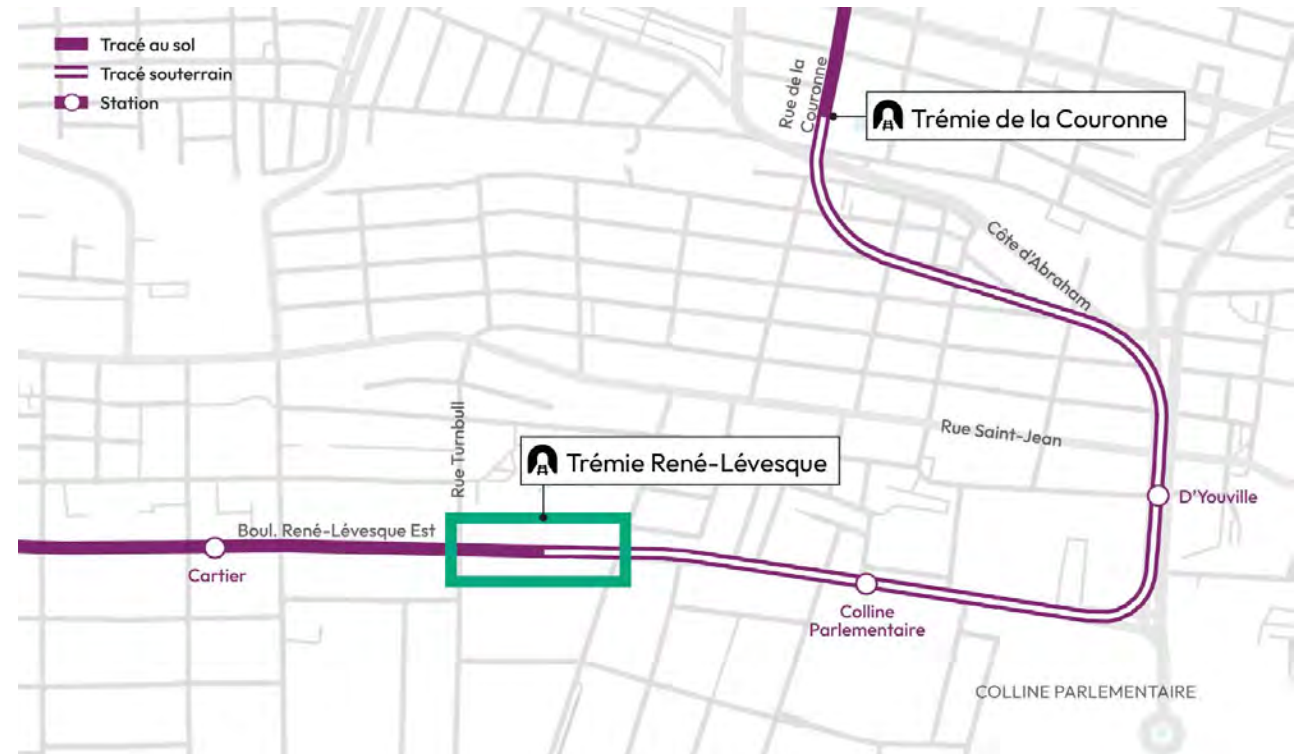 Tracé au sol
Tracé souterrain
Station
Rue de la
Couronne
Trémie de la Couronne
Côte d'Abraham
Rue Turnbull
Rue Saint-Jean
Trémie René-Lévesque
D'Youville
Boul. René-Lévesque Est
Cartier
Colline
Parlementaire
COLLINE PARLEMENTAIRE